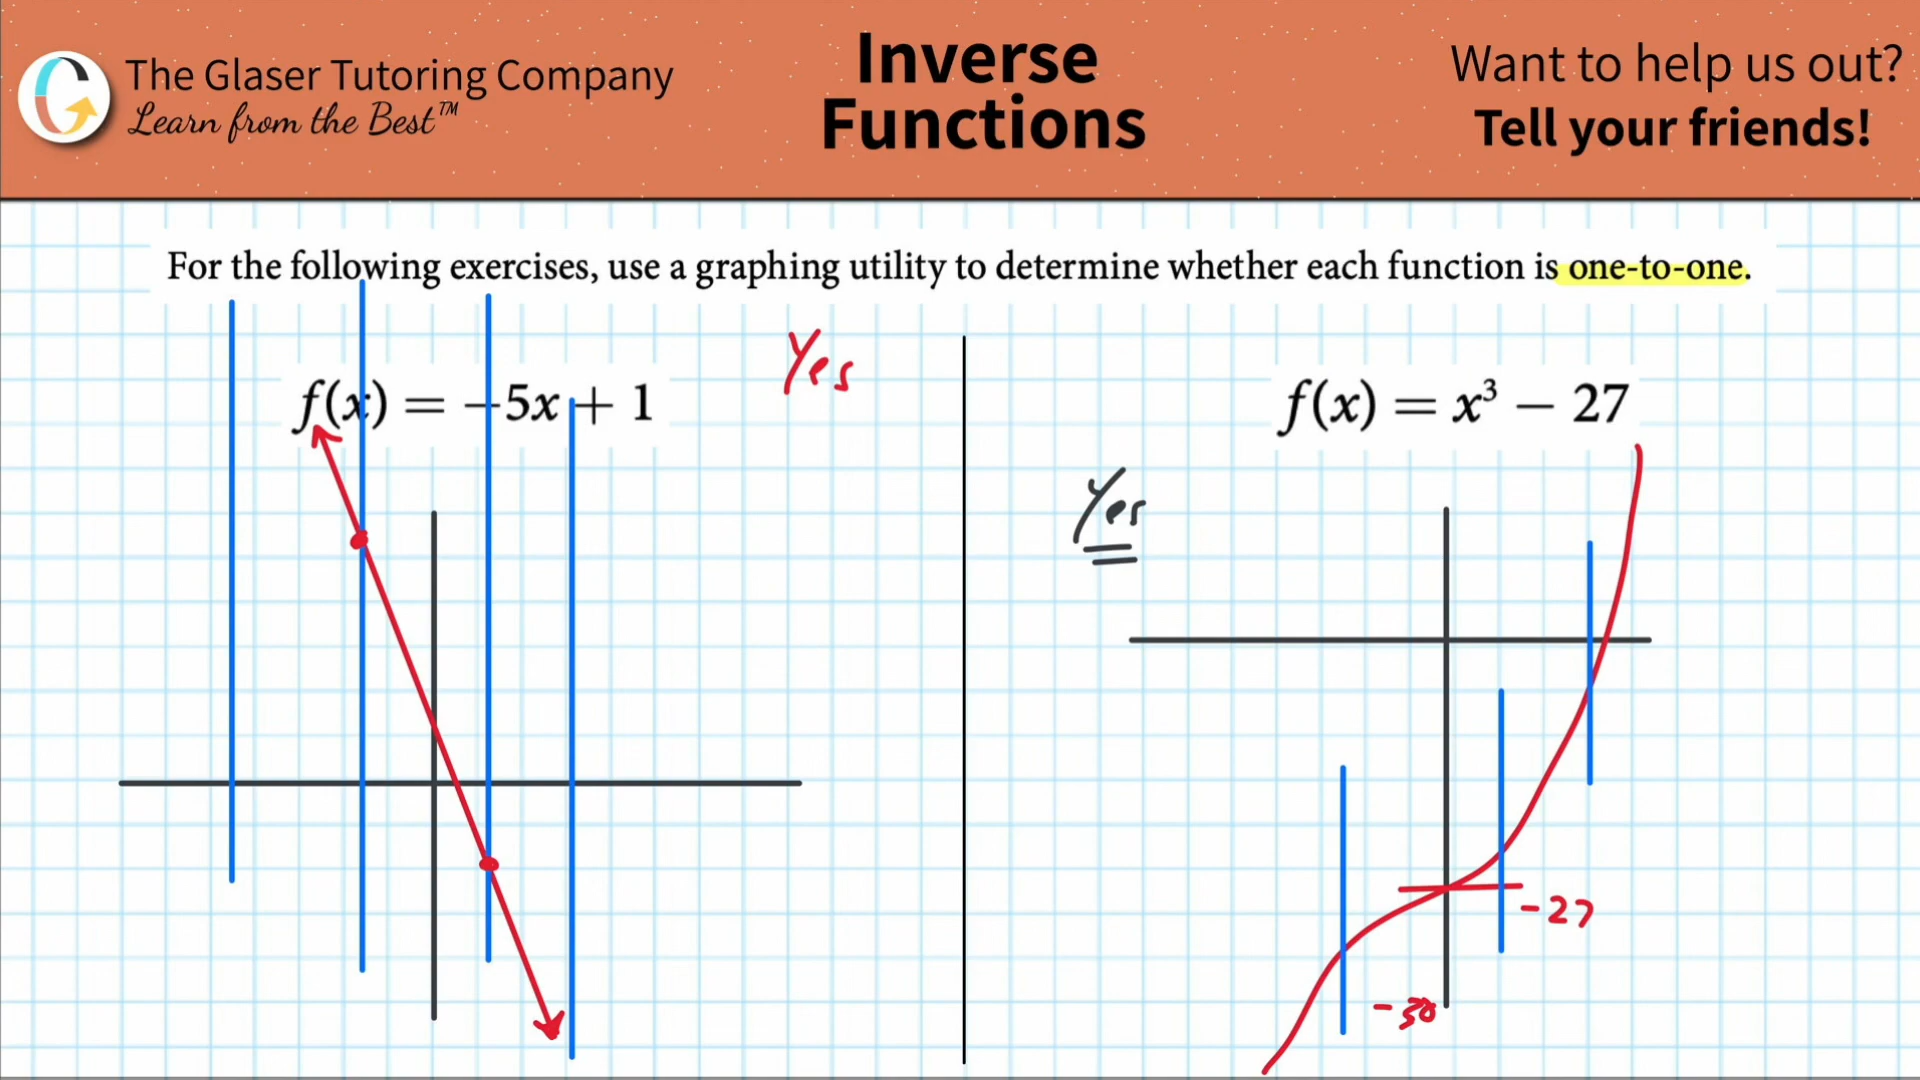 The Glaser Tutoring Company
Learn from the Best™
Inverse
Functions
Want to help us out?
Tell your friends!
For the following exercises, use a graphing utility to determine whether each function is one-to-one.
f(x) = −5x + 1
Yes
f(x) = x³ − 27
Yes
-27
-30